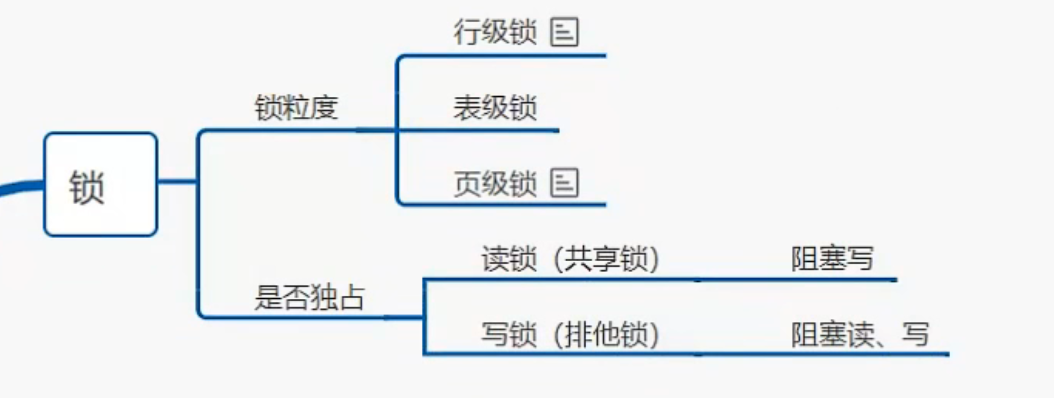 行级锁
锁粒度
表级锁
锁
页级锁
读锁（共享锁）
阻塞写
是否独占
写锁（排他锁）
阻塞读、写